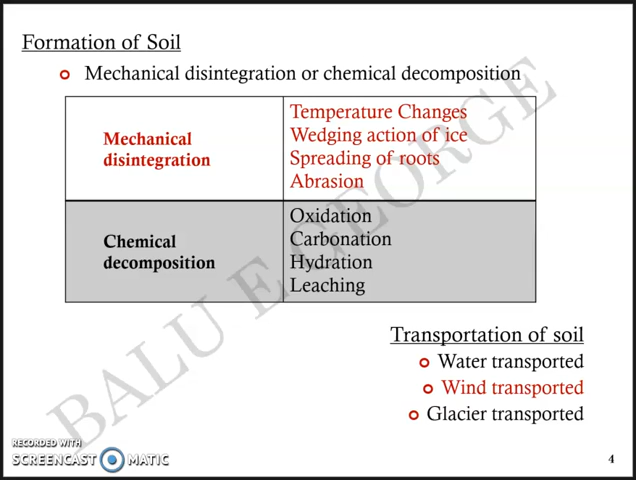 Formation of Soil
Mechanical disintegration or chemical decomposition
Mechanical
disintegration
Temperature Changes
Wedging action of ice
Spreading of roots
Abrasion
Chemical
decomposition
Oxidation
Carbonation
Hydration
Leaching
Transportation of soil
Water transported
Wind transported
Glacier transported
BALU E GEORGE
RECORDED WITH
SCREENCAST MATIC
4